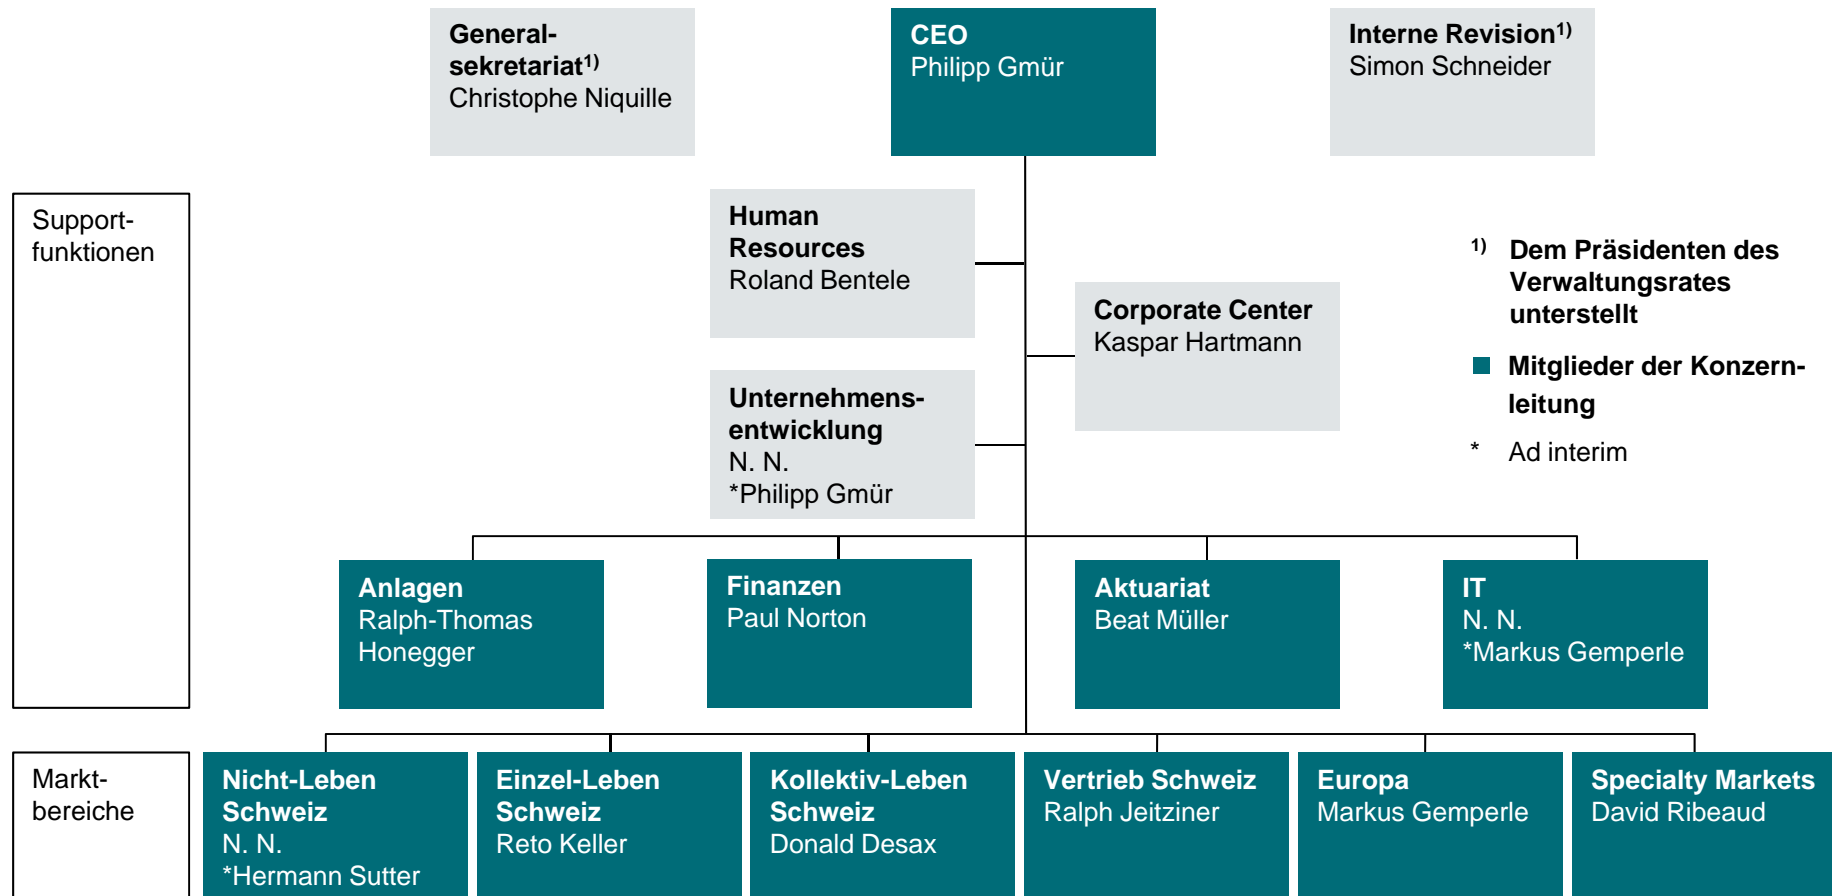 General-
sekretariat1)
Christophe Niquille
CEO
Philipp Gmür
Interne Revision1)
Simon Schneider
Support-
funktionen
Human
Resources
Roland Bentele
Corporate Center
Kaspar Hartmann
Unternehmens-
entwicklung
N. N.
*Philipp Gmür
1) Dem Präsidenten des
Verwaltungsrates
unterstellt
Mitglieder der Konzern-
leitung
* Ad interim
Anlagen
Ralph-Thomas
Honegger
Finanzen
Paul Norton
Aktuariat
Beat Müller
IT
N. N.
*Markus Gemperle
Markt-
bereiche
Nicht-Leben
Schweiz
N. N.
*Hermann Sutter
Einzel-Leben
Schweiz
Reto Keller
Kollektiv-Leben
Schweiz
Donald Desax
Vertrieb Schweiz
Ralph Jeitziner
Europa
Markus Gemperle
Specialty Markets
David Ribeaud